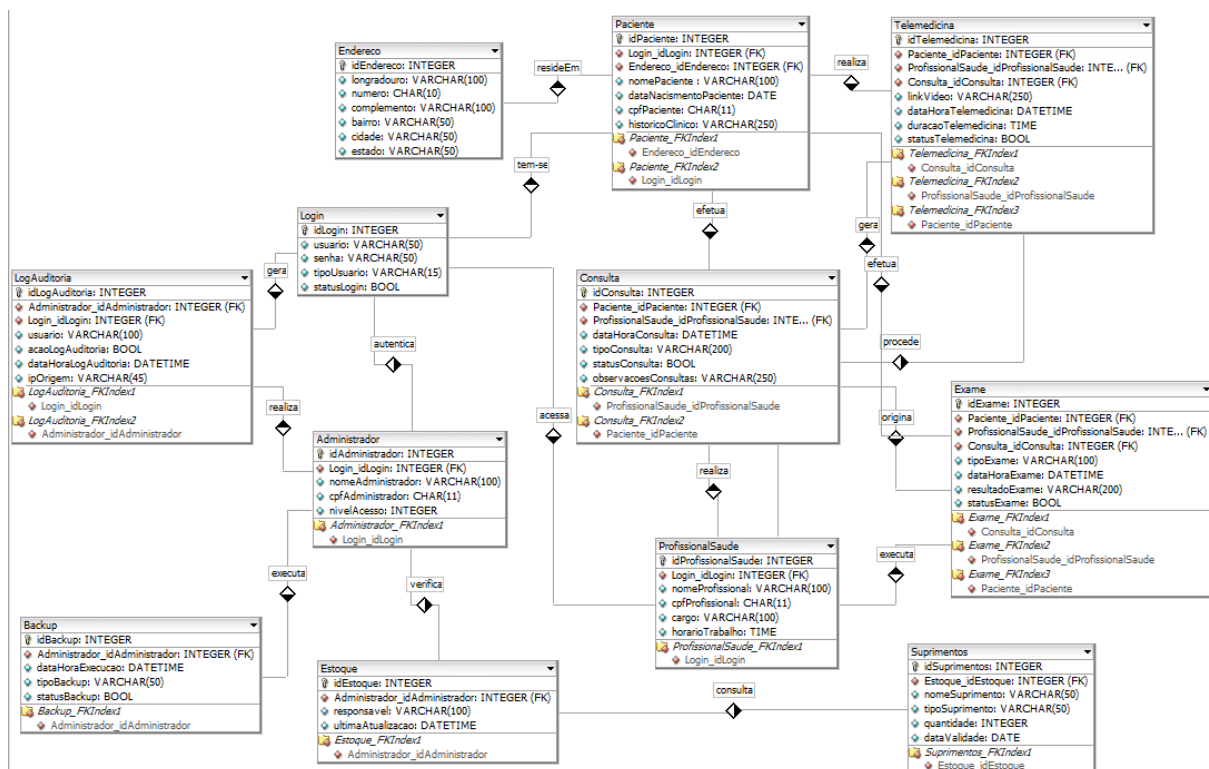 Endereco
idEndereco: INTEGER
longradouro: VARCHAR(100)
numero: CHAR(10)
complemento: VARCHAR(100)
bairro: VARCHAR(50)
cidade: VARCHAR(50)
estado: VARCHAR(50)
resideEm
Paciente
idPaciente: INTEGER
Login_idLogin: INTEGER (FK)
Endereco_idEndereco: INTEGER (FK)
nomePaciente : VARCHAR(100)
dataNacismentoPaciente: DATE
cpfPaciente: CHAR(11)
historicoClinico: VARCHAR(250)
Paciente_FKIndex1
Endereco_idEndereco
Paciente_FKIndex2
Login_idLogin
realiza
Telemedicina
idTelemedicina: INTEGER
Paciente_idPaciente: INTEGER (FK)
ProfissionalSaude_idProfissionalSaude: INTE... (FK)
Consulta_idConsulta: INTEGER (FK)
linkVideo: VARCHAR(250)
dataHoraTelemedicina: DATETIME
duracaoTelemedicina: TIME
statusTelemedicina: BOOL
Telemedicina_FKIndex1
Consulta_idConsulta
Telemedicina_FKIndex2
ProfissionalSaude_idProfissionalSaude
Telemedicina_FKIndex3
Paciente_idPaciente
tem-se
efetua
gera
efetua
Login
idLogin: INTEGER
usuario: VARCHAR(50)
senha: VARCHAR(50)
tipoUsuario: VARCHAR(15)
statusLogin: BOOL
gera
LogAuditoria
idLogAuditoria: INTEGER
Administrador_idAdministrador: INTEGER (FK)
Login_idLogin: INTEGER (FK)
usuario: VARCHAR(100)
acaoLogAuditoria: BOOL
dataHoraLogAuditoria: DATETIME
ipOrigem: VARCHAR(45)
LogAuditoria_FKIndex1
Login_idLogin
LogAuditoria_FKIndex2
Administrador_idAdministrador
autentica
realiza
acessa
Consulta
idConsulta: INTEGER
Paciente_idPaciente: INTEGER (FK)
ProfissionalSaude_idProfissionalSaude: INTE... (FK)
dataHoraConsulta: DATETIME
tipoConsulta: VARCHAR(200)
statusConsulta: BOOL
observacoesConsultas: VARCHAR(250)
Consulta_FKIndex1
ProfissionalSaude_idProfissionalSaude
Consulta_FKIndex2
Paciente_idPaciente
procede
origina
Exame
idExame: INTEGER
Paciente_idPaciente: INTEGER (FK)
ProfissionalSaude_idProfissionalSaude: INTE... (FK)
Consulta_idConsulta: INTEGER (FK)
tipoExame: VARCHAR(100)
dataHoraExame: DATETIME
resultadoExame: VARCHAR(200)
statusExame: BOOL
Exame_FKIndex1
Consulta_idConsulta
Exame_FKIndex2
ProfissionalSaude_idProfissionalSaude
Exame_FKIndex3
Paciente_idPaciente
Administrador
idAdministrador: INTEGER
Login_idLogin: INTEGER (FK)
nomeAdministrador: VARCHAR(100)
cpfAdministrador: CHAR(11)
nivelAcesso: INTEGER
Administrador_FKIndex1
Login_idLogin
realiza
ProfissionalSaude
idProfissionalSaude: INTEGER
Login_idLogin: INTEGER (FK)
nomeProfissional: VARCHAR(100)
cpfProfissional: CHAR(11)
cargo: VARCHAR(100)
horarioTrabalho: TIME
ProfissionalSaude_FKIndex1
Login_idLogin
executa
executa
verifica
Backup
idBackup: INTEGER
Administrador_idAdministrador: INTEGER (FK)
dataHoraExecucao: DATETIME
tipoBackup: VARCHAR(50)
statusBackup: BOOL
Backup_FKIndex1
Administrador_idAdministrador
Estoque
idEstoque: INTEGER
Administrador_idAdministrador: INTEGER (FK)
responsavel: VARCHAR(100)
ultimaAtualizacao: DATETIME
Estoque_FKIndex1
Administrador_idAdministrador
consulta
Suprimentos
idSuprimentos: INTEGER
Estoque_idEstoque: INTEGER (FK)
nomeSuprimento: VARCHAR(50)
tipoSuprimento: VARCHAR(50)
quantidade: INTEGER
dataValidade: DATE
Suprimentos_FKIndex1
Estoque_idEstoque